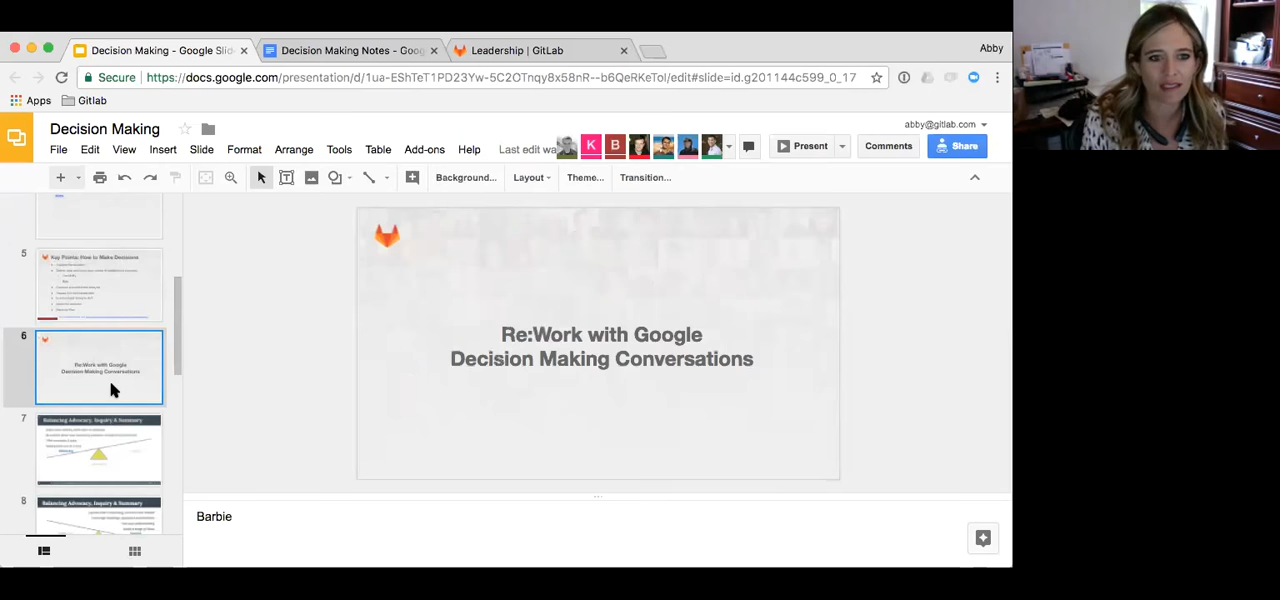 Decision Making - Google Slid
Decision Making Notes - Goog
Leadership | GitLab
Abby
Secure
https://docs.google.com/presentation/d/1ua-EShTeT1PD23Yw-5C2OTnqy8x58nR--b6QeRKeToI/edit#slide=id.g201144c599_0_17
Apps
Gitlab
Decision Making
abby@gitlab.com
File Edit View Insert Slide Format Arrange Tools Table Add-ons Help Last edit wa
K B
Present
Comments
Share
Background... Layout Theme... Transition...
5
Key Points: How to Make Decisions
6
Re:Work with Google
Decision Making Conversations
7
Balancing Advocacy, Inquiry & Summary
8
Balancing Advocacy, Inquiry & Summary
Re:Work with Google
Decision Making Conversations
Barbie